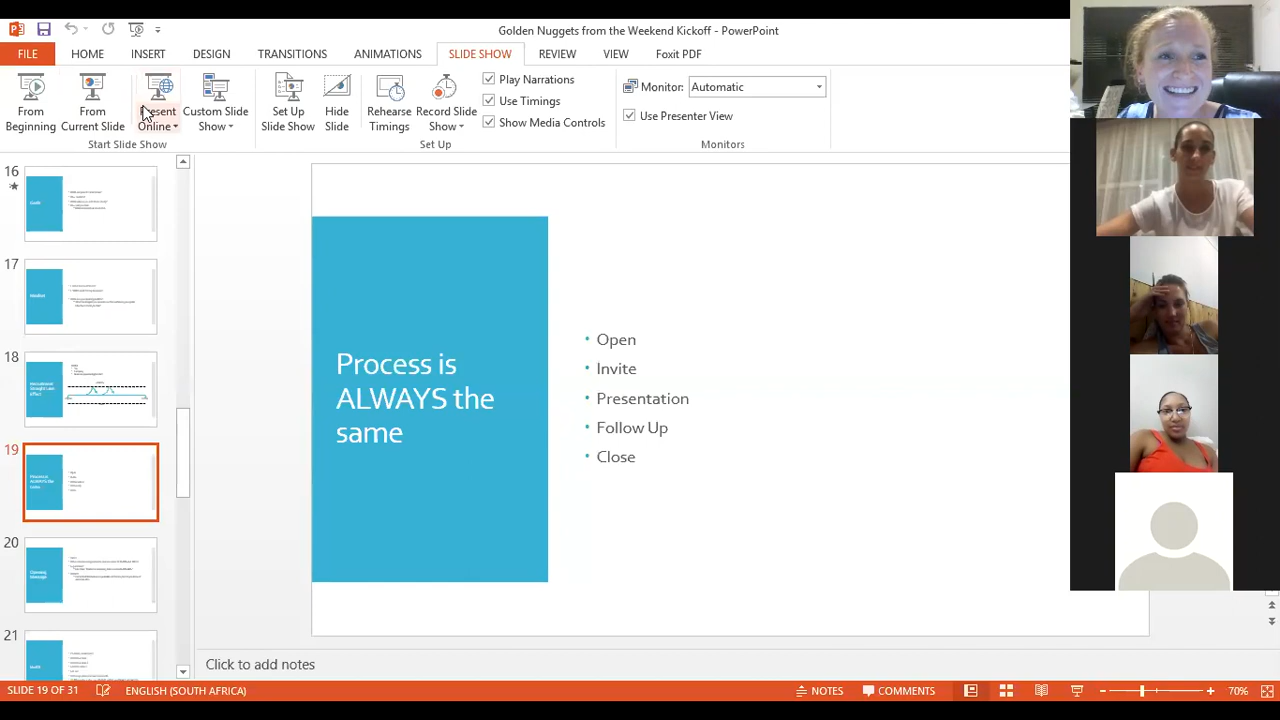 Golden Nuggets from the Weekend Kickoff - PowerPoint
FILE HOME INSERT DESIGN TRANSITIONS ANIMATIONS SLIDE SHOW REVIEW VIEW Foxit PDF
From Beginning
From Current Slide
Present Online
Custom Slide Show
Set Up Slide Show
Hide Slide
Rehearse Timings
Record Slide Show
Play Narrations
Use Timings
Show Media Controls
Monitor: Automatic
Use Presenter View
Start Slide Show
Set Up
Monitors
16
17
18
19
20
21
Process is
ALWAYS the
same
• Open
• Invite
• Presentation
• Follow Up
• Close
Click to add notes
SLIDE 19 OF 31 ENGLISH (SOUTH AFRICA) NOTES COMMENTS 70%